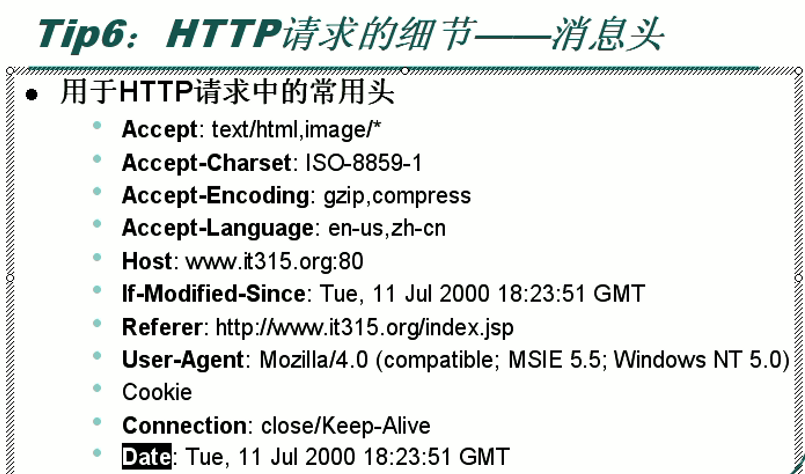 Tip6：HTTP请求的细节——消息头
用于HTTP请求中的常用头
Accept: text/html,image/*
Accept-Charset: ISO-8859-1
Accept-Encoding: gzip,compress
Accept-Language: en-us,zh-cn
Host: www.it315.org:80
If-Modified-Since: Tue, 11 Jul 2000 18:23:51 GMT
Referer: http://www.it315.org/index.jsp
User-Agent: Mozilla/4.0 (compatible; MSIE 5.5; Windows NT 5.0)
Cookie
Connection: close/Keep-Alive
Date: Tue, 11 Jul 2000 18:23:51 GMT